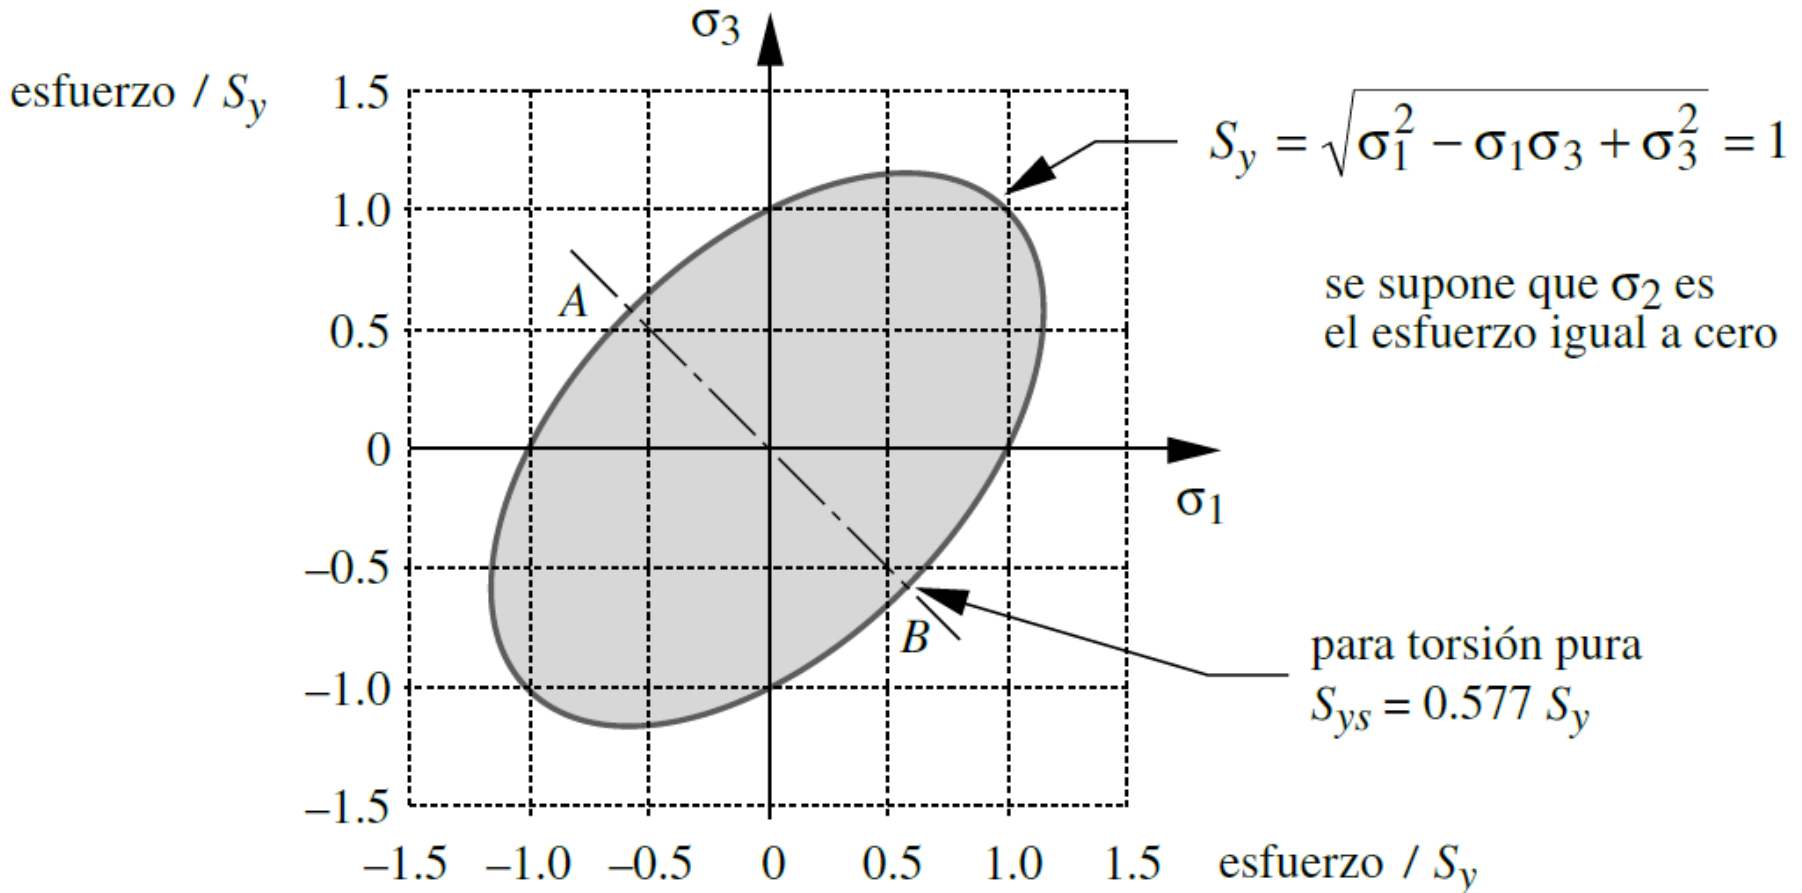 σ3
esfuerzo / Sy
1.5
1.0
0.5
0
–0.5
–1.0
–1.5
–1.5 –1.0 –0.5 0 0.5 1.0 1.5
esfuerzo / Sy
σ1
A
B
Sy = √σ1² − σ1σ3 + σ3² = 1
se supone que σ2 es
el esfuerzo igual a cero
para torsión pura
Sys = 0.577 Sy